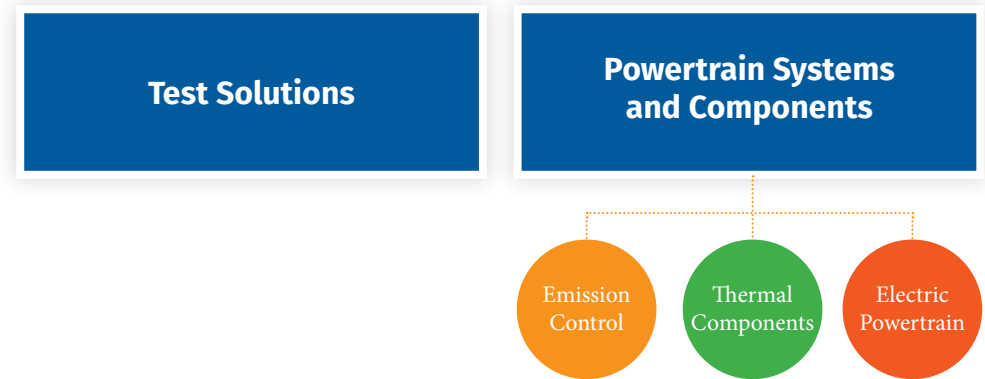 Test Solutions
Powertrain Systems
and Components
Emission
Control
Thermal
Components
Electric
Powertrain